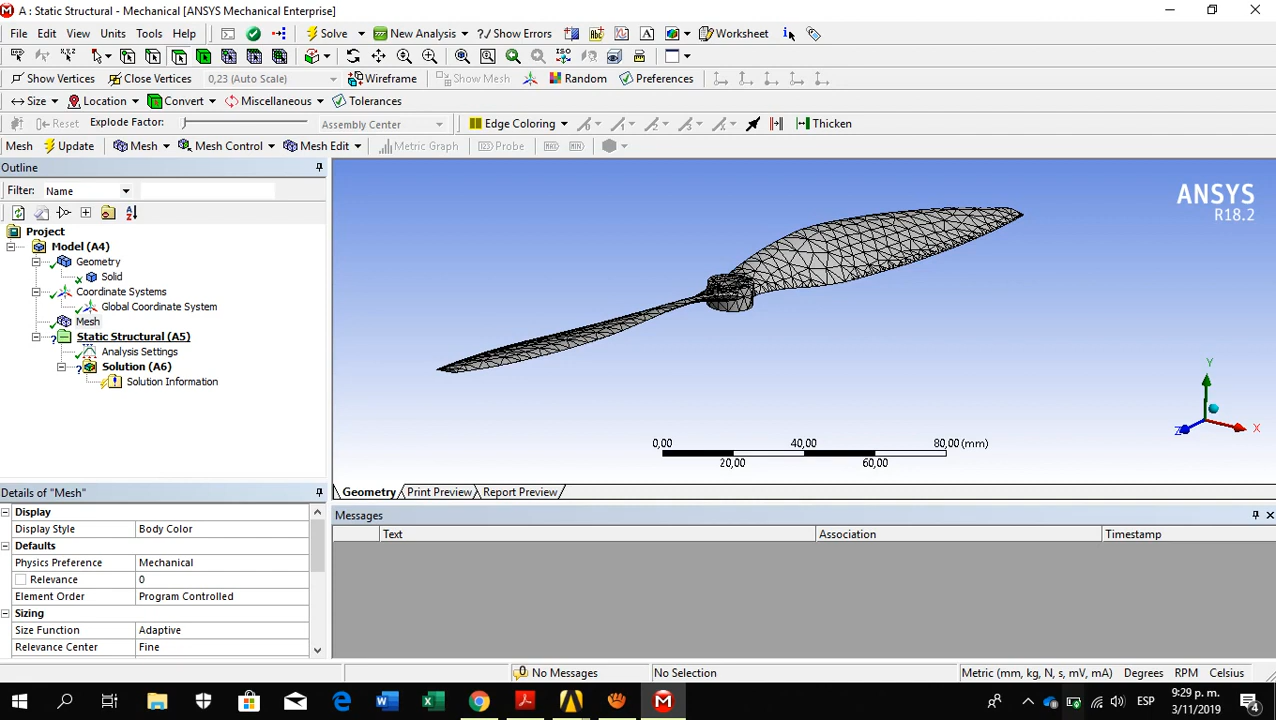 A : Static Structural - Mechanical [ANSYS Mechanical Enterprise]
File Edit View Units Tools Help Solve New Analysis Show Errors A Worksheet i
Show Vertices Close Vertices 0,23 (Auto Scale) Wireframe Show Mesh Random Preferences
Size Location Convert Miscellaneous Tolerances
Reset Explode Factor: Assembly Center Edge Coloring Thicken
Mesh Update Mesh Mesh Control Mesh Edit Metric Graph Probe MAX MIN
Outline
Filter: Name
Project
Model (A4)
Geometry
Solid
Coordinate Systems
Global Coordinate System
Mesh
Static Structural (A5)
Analysis Settings
Solution (A6)
Solution Information
ANSYS
R18.2
Y
X
Z
0,00 40,00 80,00 (mm)
20,00 60,00
Geometry Print Preview Report Preview
Details of "Mesh"
Display
Display Style Body Color
Defaults
Physics Preference Mechanical
Relevance 0
Element Order Program Controlled
Sizing
Size Function Adaptive
Relevance Center Fine
Messages
Text Association Timestamp
No Messages No Selection Metric (mm, kg, N, s, mV, mA) Degrees RPM Celsius
ESP
9:29 p. m.
3/11/2019
4